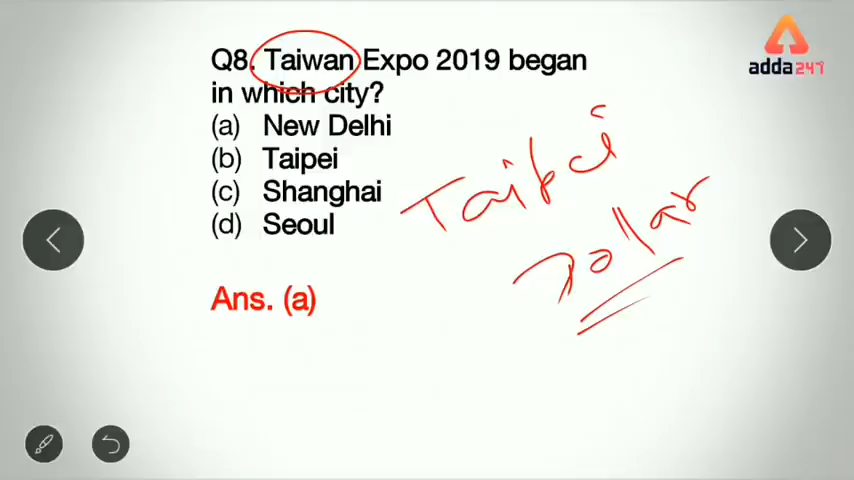 Q8. Taiwan Expo 2019 began
in which city?
(a) New Delhi
(b) Taipei
(c) Shanghai
(d) Seoul
Ans. (a)
Taipei
Dollar
adda247